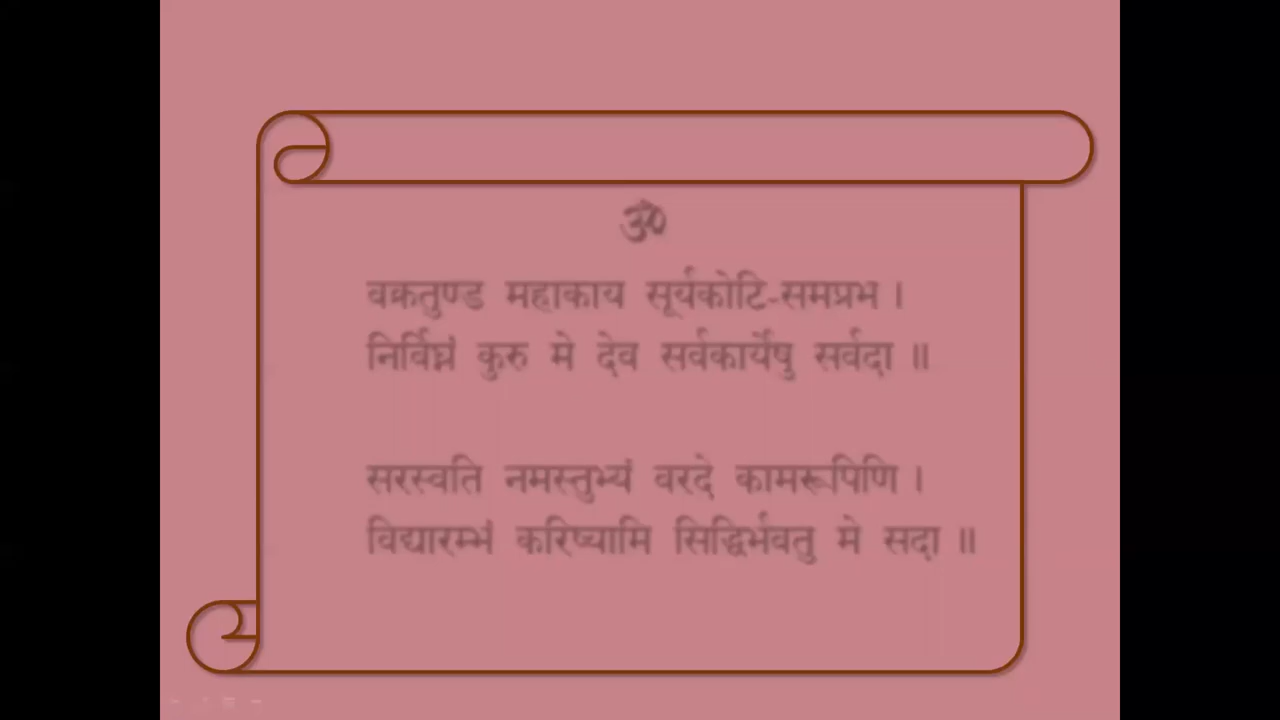 ॐ
वक्रतुण्ड महाकाय सूर्यकोटि-समप्रभ ।
निर्विघ्नं कुरु मे देव सर्वकार्येषु सर्वदा ॥
सरस्वति नमस्तुभ्यं वरदे कामरूपिणि ।
विद्यारम्भं करिष्यामि सिद्धिर्भवतु मे सदा ॥